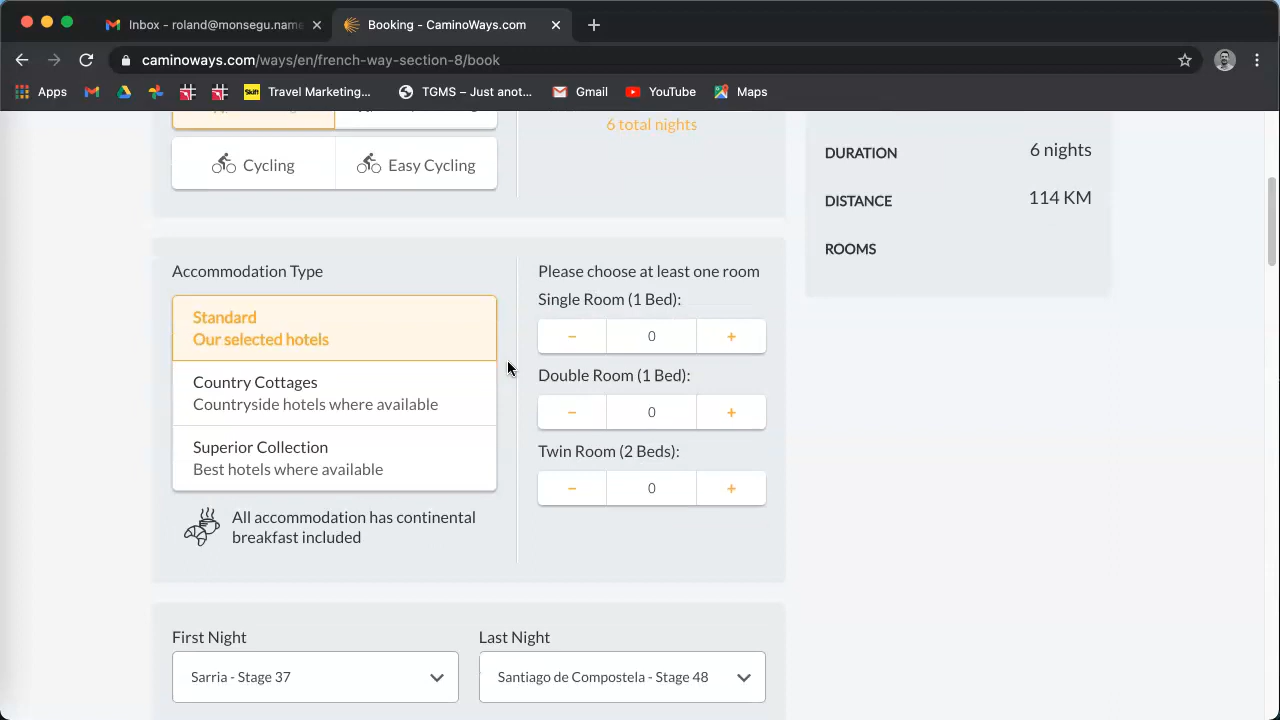 Inbox - roland@monsegu.name
Booking - CaminoWays.com
caminoways.com/ways/en/french-way-section-8/book
Apps
Travel Marketing...
TGMS – Just anot...
Gmail
YouTube
Maps
6 total nights
Cycling
Easy Cycling
DURATION 6 nights
DISTANCE 114 KM
ROOMS
Accommodation Type
Standard
Our selected hotels
Country Cottages
Countryside hotels where available
Superior Collection
Best hotels where available
All accommodation has continental
breakfast included
Please choose at least one room
Single Room (1 Bed):
− 0 +
Double Room (1 Bed):
− 0 +
Twin Room (2 Beds):
− 0 +
First Night
Sarria - Stage 37
Last Night
Santiago de Compostela - Stage 48